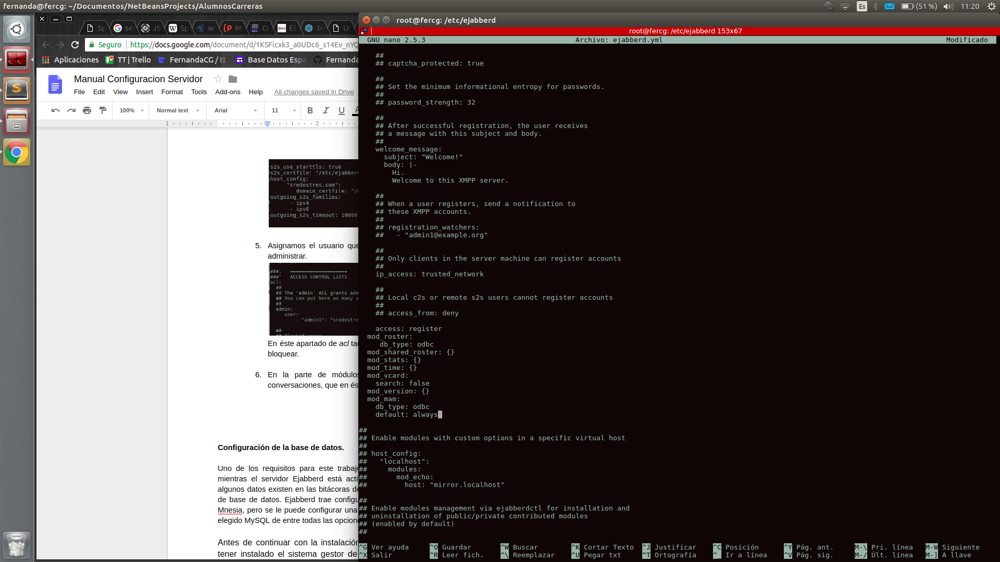 fernanda@fercg: ~/Documentos/NetBeansProjects/AlumnosCarreras
Es
(51 %)
11:20
Seguro
https://docs.google.com/document/d/1KSFicxk3_a0UDc6_s14Ev_nYQ
Aplicaciones
TT | Trello
FernandaCG / tt
Base Datos Espa
Fernanda
Manual Configuracion Servidor
File Edit View Insert Format Tools Add-ons Help All changes saved in Drive
100% Normal text Arial 11 B I U A
1 2
s2s_use_starttls: true
s2s_certfile: "/etc/ejabber
host_config:
"sredestres.com":
domain_certfile: "/
outgoing_s2s_families:
- ipv4
- ipv6
outgoing_s2s_timeout: 10000
5. Asignamos el usuario que
administrar.
###. ====================
###' ACCESS CONTROL LISTS
acl:
##
## The 'admin' ACL grants adm
## You can put here as many a
##
admin:
user:
- "admin1": "sredestre
##
En éste apartado de acl tam
bloquear.
6. En la parte de módulos
conversaciones, que en és
Configuración de la base de datos.
Uno de los requisitos para este trabajo
mientras el servidor Ejabberd está acti
algunos datos existen en las bitácoras de
de base de datos. Ejabberd trae configu
Mnesia, pero se le puede configurar una
elegido MySQL de entre todas las opcione
Antes de continuar con la instalación
tener instalado el sistema gestor de
root@fercg: /etc/ejabberd
root@fercg: /etc/ejabberd 153x67
GNU nano 2.5.3 Archivo: ejabberd.yml Modificado
##
## captcha_protected: true
##
## Set the minimum informational entropy for passwords.
##
## password_strength: 32
##
## After successful registration, the user receives
## a message with this subject and body.
##
welcome_message:
subject: "Welcome!"
body: |-
Hi.
Welcome to this XMPP server.
##
## When a user registers, send a notification to
## these XMPP accounts.
##
## registration_watchers:
## - "admin1@example.org"
##
## Only clients in the server machine can register accounts
##
ip_access: trusted_network
##
## Local c2s or remote s2s users cannot register accounts
##
## access_from: deny
access: register
mod_roster:
db_type: odbc
mod_shared_roster: {}
mod_stats: {}
mod_time: {}
mod_vcard:
search: false
mod_version: {}
mod_mam:
db_type: odbc
default: always
##
## Enable modules with custom options in a specific virtual host
##
## host_config:
## "localhost":
## modules:
## mod_echo:
## host: "mirror.localhost"
##
## Enable modules management via ejabberdctl for installation and
## uninstallation of public/private contributed modules
## (enabled by default)
##
^G Ver ayuda ^O Guardar ^W Buscar ^K Cortar Texto ^J Justificar ^C Posición ^Y Pág. ant. M-\ Pri. línea M-W Siguiente
^X Salir ^R Leer fich. ^\ Reemplazar ^U Pegar txt ^T Ortografía ^_ Ir a línea ^V Pág. sig. M-/ Últ. línea M-] A llave